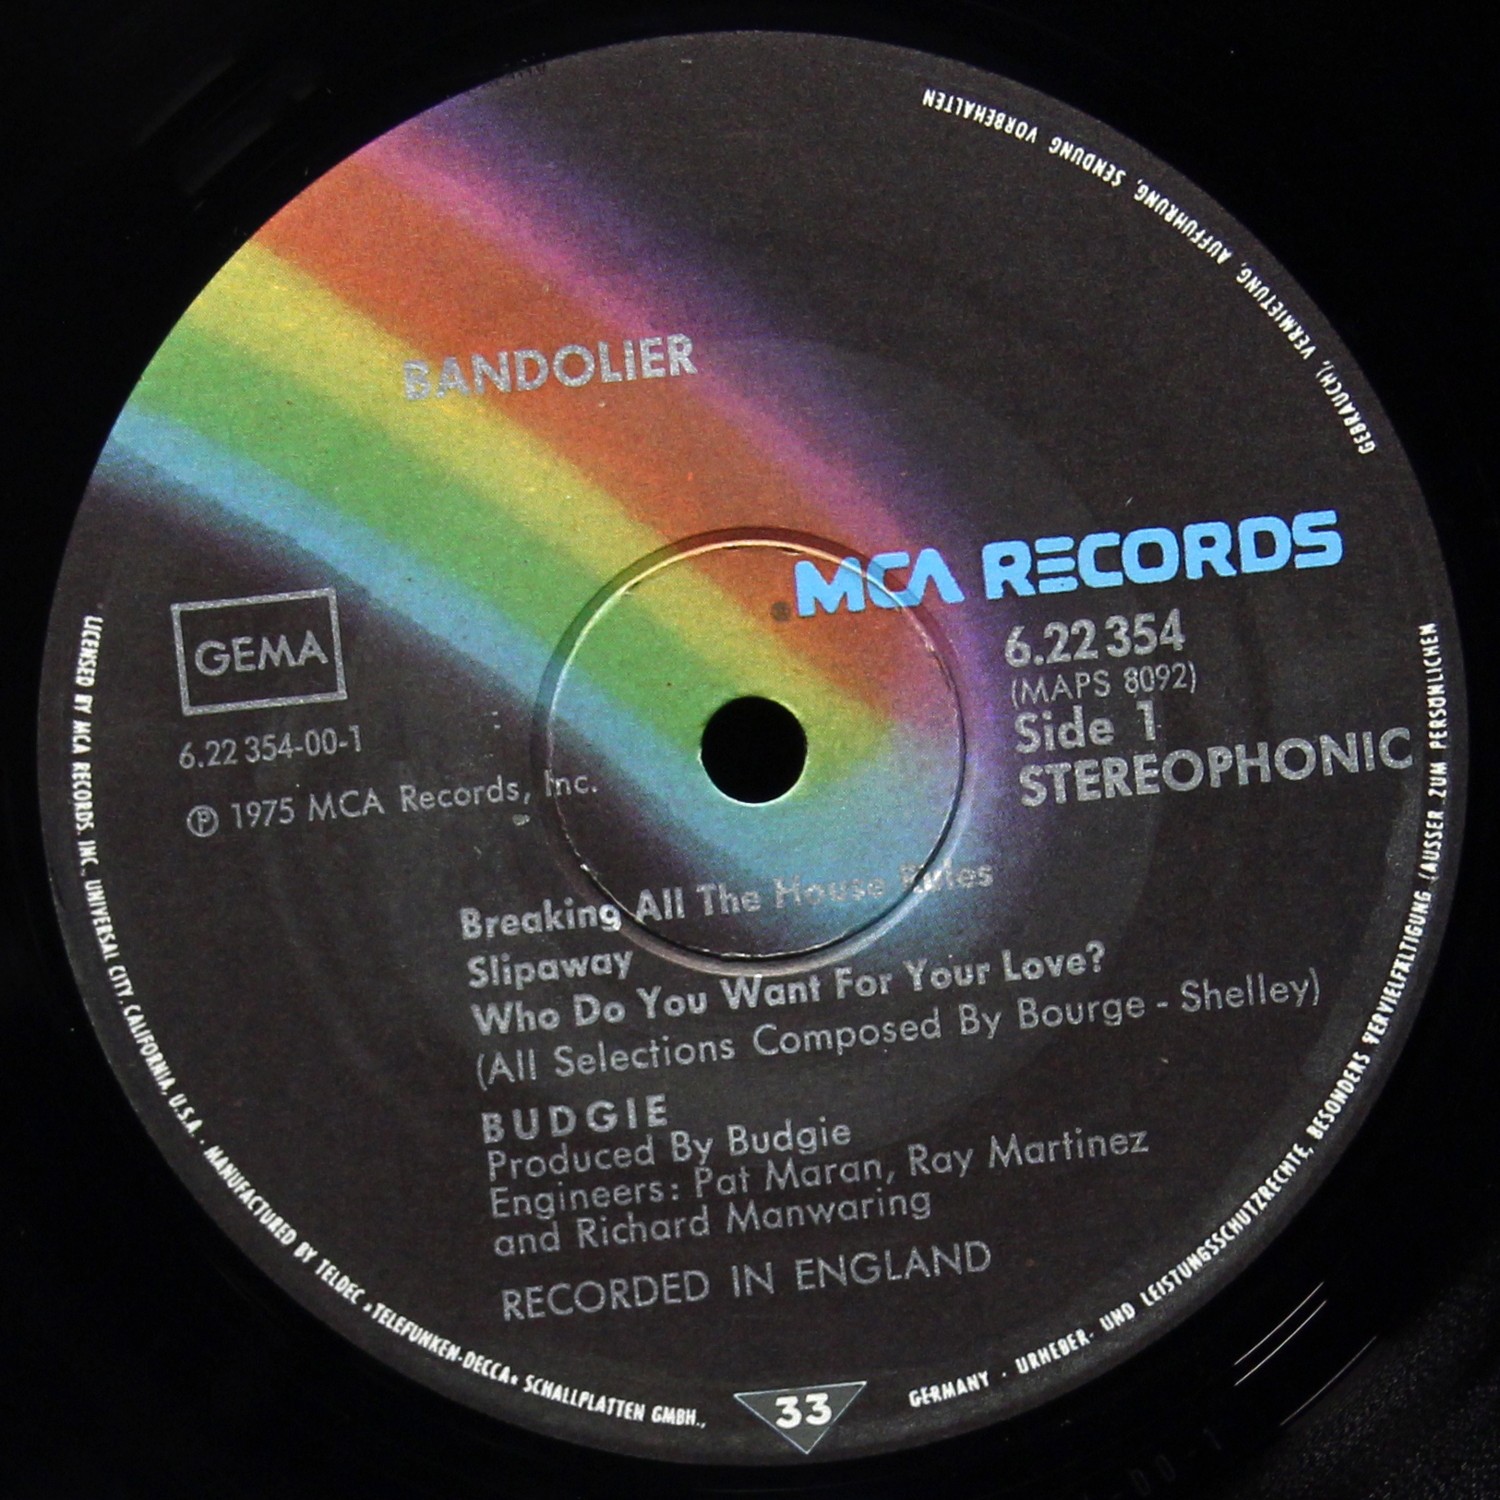 BANDOLIER
MCA RECORDS
6.22354
(MAPS 8092)
Side 1
STEREOPHONIC
GEMA
6.22354-00-1
Ⓟ 1975 MCA Records, Inc.
Breaking All The House Rules
Slipaway
Who Do You Want For Your Love?
(All Selections Composed By Bourge - Shelley)
BUDGIE
Produced By Budgie
Engineers: Pat Maran, Ray Martinez
and Richard Manwaring
RECORDED IN ENGLAND
33
LICENSED BY MCA RECORDS, INC., UNIVERSAL CITY, CALIFORNIA, U.S.A. · MANUFACTURED BY TELDEC »TELEFUNKEN-DECCA« SCHALLPLATTEN GMBH., GERMANY · URHEBER- UND LEISTUNGSSCHUTZRECHTE, BESONDERS VERVIELFÄLTIGUNG (AUSSER ZUM PERSÖNLICHEN GEBRAUCH), VERMIETUNG, AUFFÜHRUNG, SENDUNG VORBEHALTEN